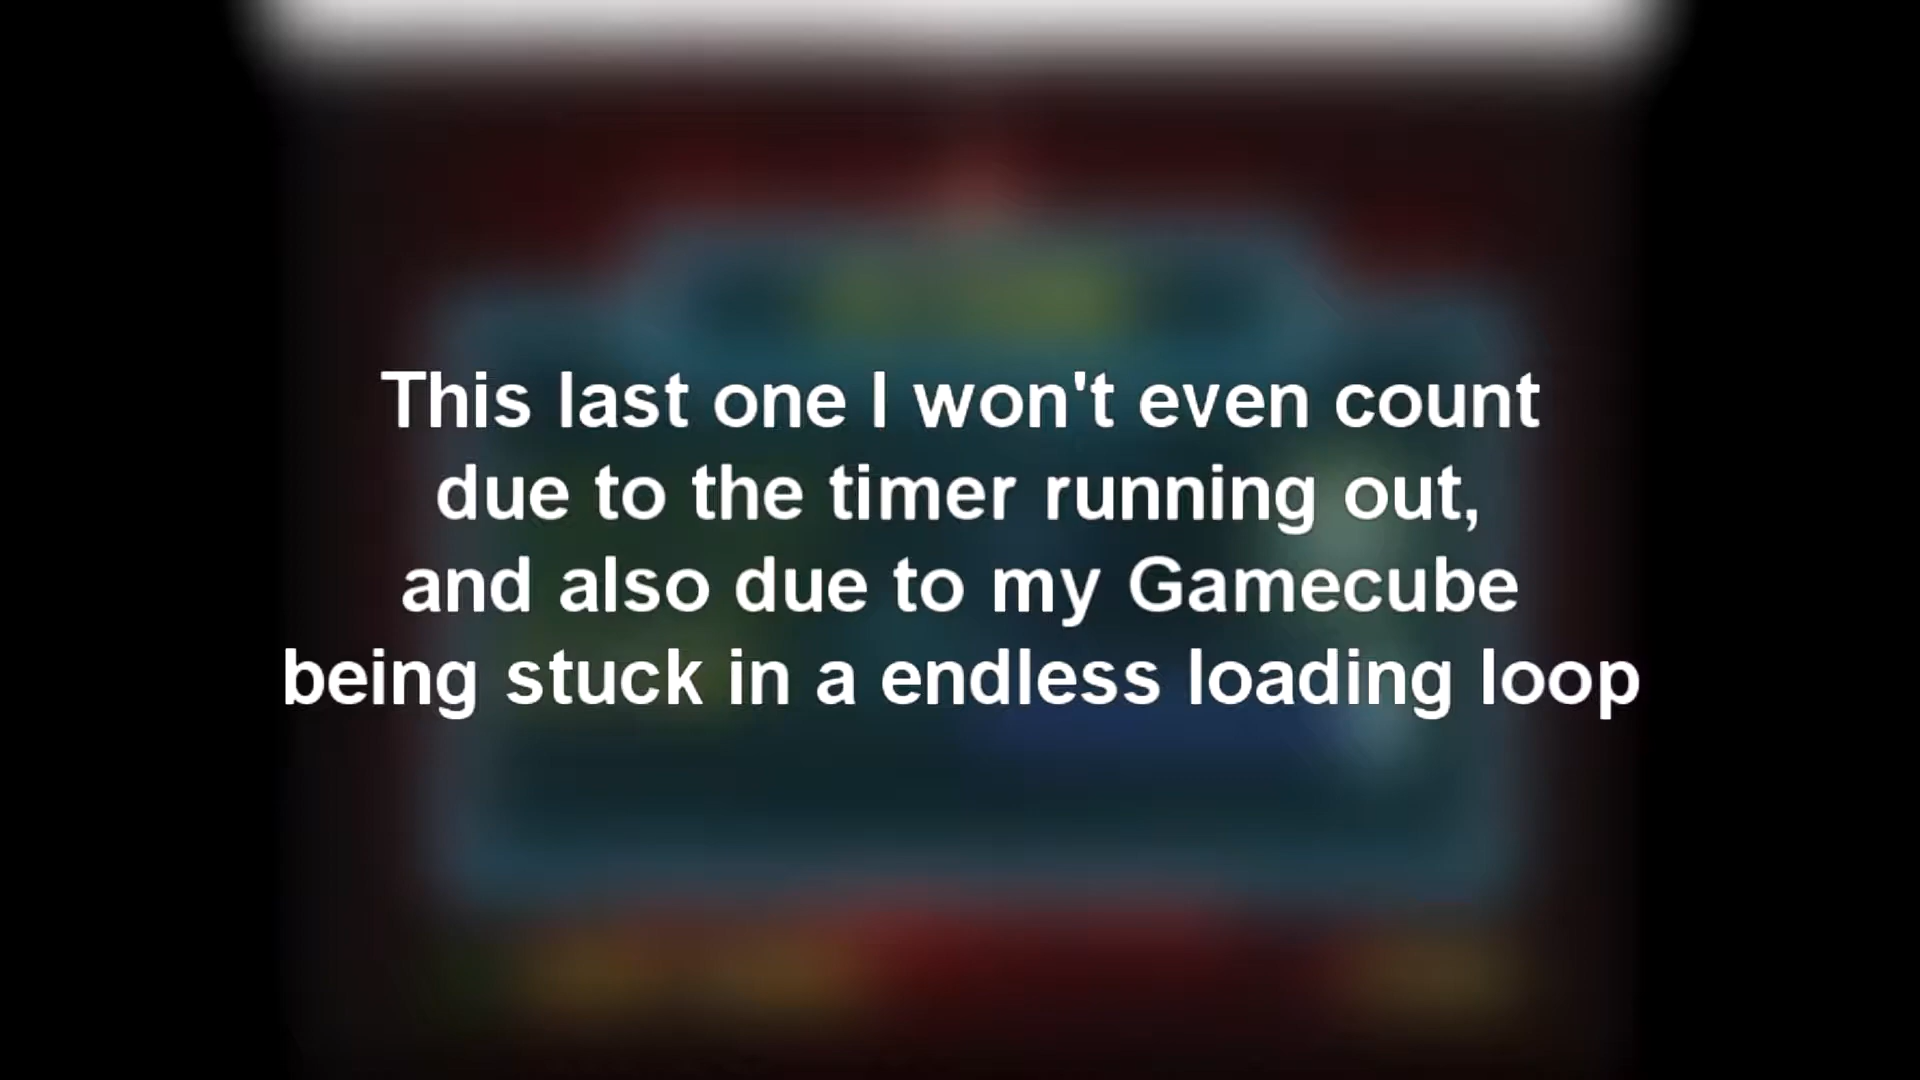 This last one I won't even count
due to the timer running out,
and also due to my Gamecube
being stuck in a endless loading loop